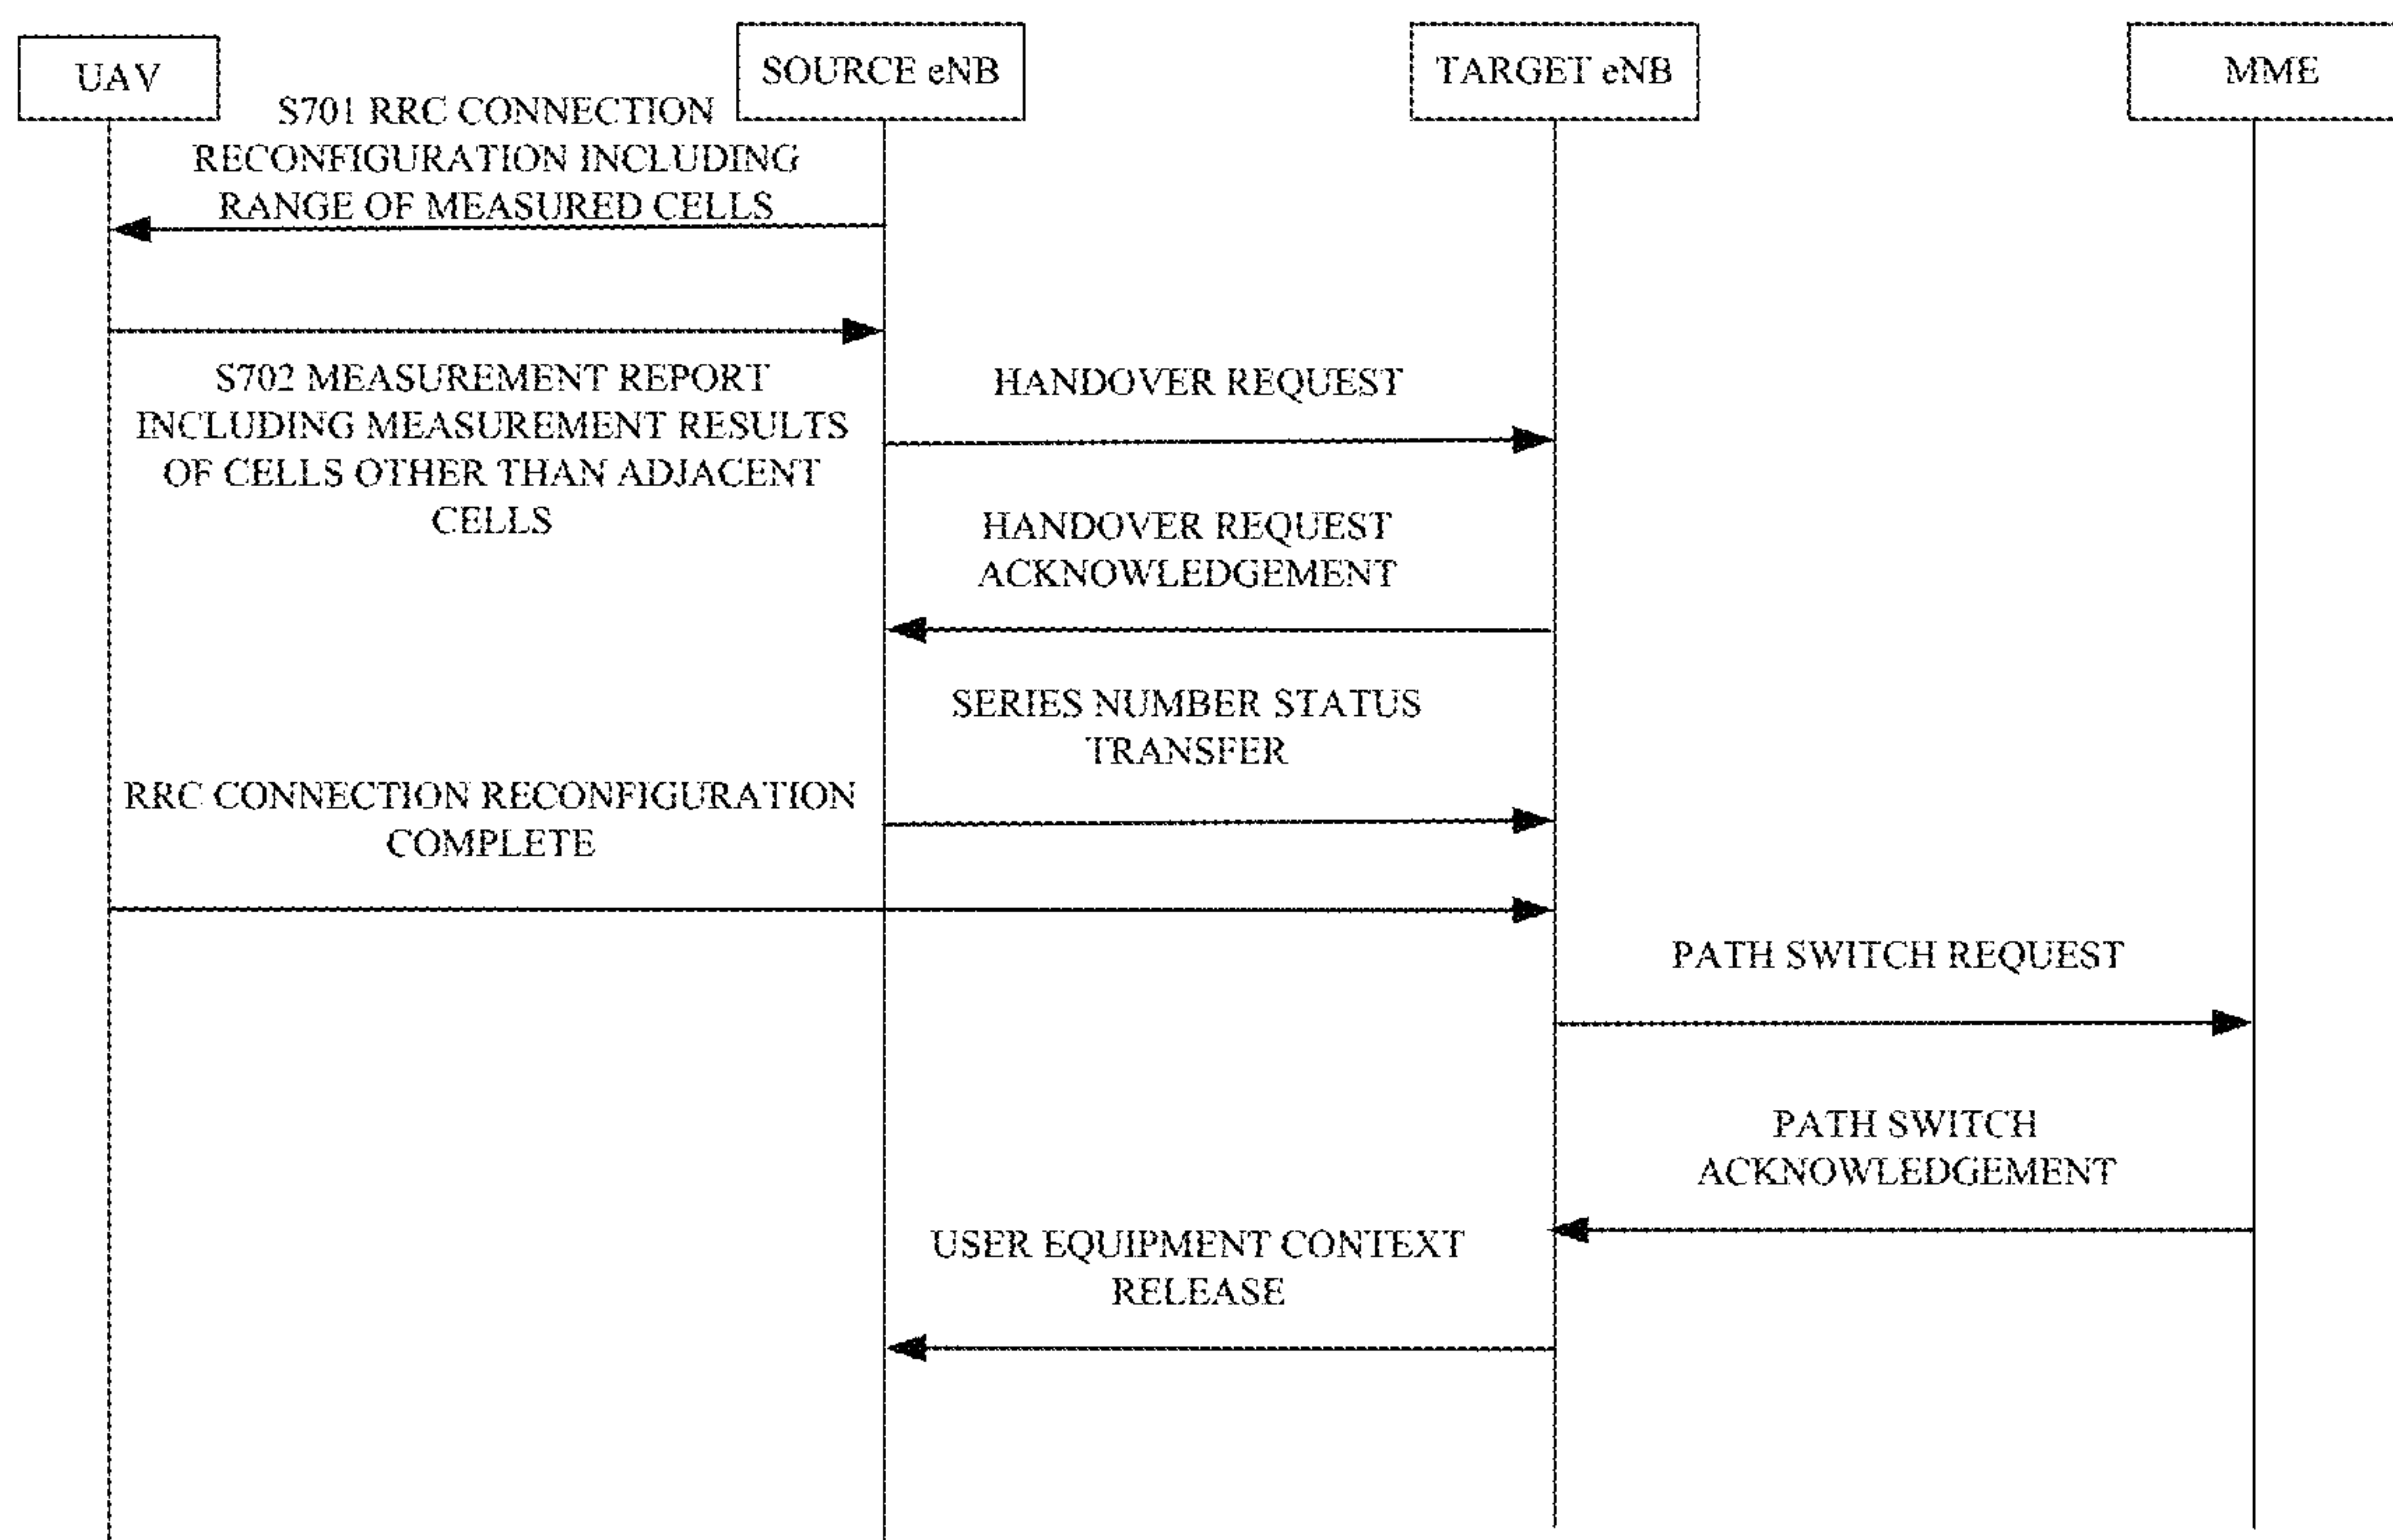 UAV
SOURCE eNB
TARGET eNB
MME
S701 RRC CONNECTION
RECONFIGURATION INCLUDING
RANGE OF MEASURED CELLS
S702 MEASUREMENT REPORT
INCLUDING MEASUREMENT RESULTS
OF CELLS OTHER THAN ADJACENT
CELLS
HANDOVER REQUEST
HANDOVER REQUEST
ACKNOWLEDGEMENT
SERIES NUMBER STATUS
TRANSFER
RRC CONNECTION RECONFIGURATION
COMPLETE
PATH SWITCH REQUEST
PATH SWITCH
ACKNOWLEDGEMENT
USER EQUIPMENT CONTEXT
RELEASE